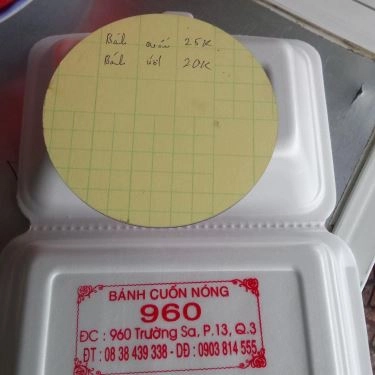 Bánh cuốn 25K
Bánh ướt 20K
BÁNH CUỐN NÓNG
960
ĐC : 960 Trường Sa, P.13, Q.3
ĐT : 08 38 439 338 - DĐ : 0903 814 555